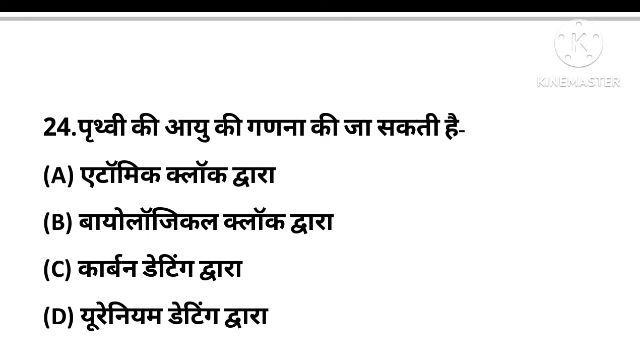 K
KINEMASTER
24.पृथ्वी की आयु की गणना की जा सकती है-
(A) एटॉमिक क्लॉक द्वारा
(B) बायोलॉजिकल क्लॉक द्वारा
(C) कार्बन डेटिंग द्वारा
(D) यूरेनियम डेटिंग द्वारा